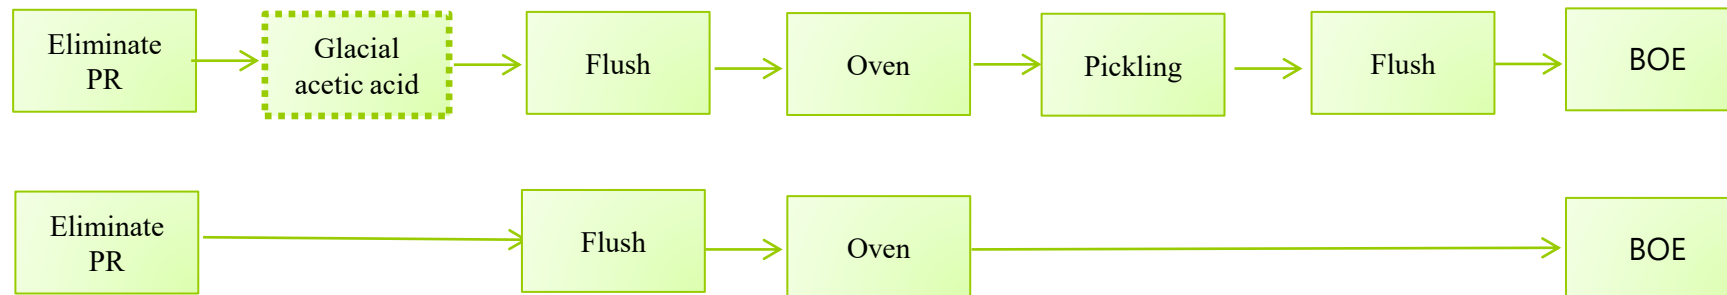 Eliminate
PR
Glacial
acetic acid
Flush
Oven
Pickling
Flush
BOE
Eliminate
PR
Flush
Oven
BOE